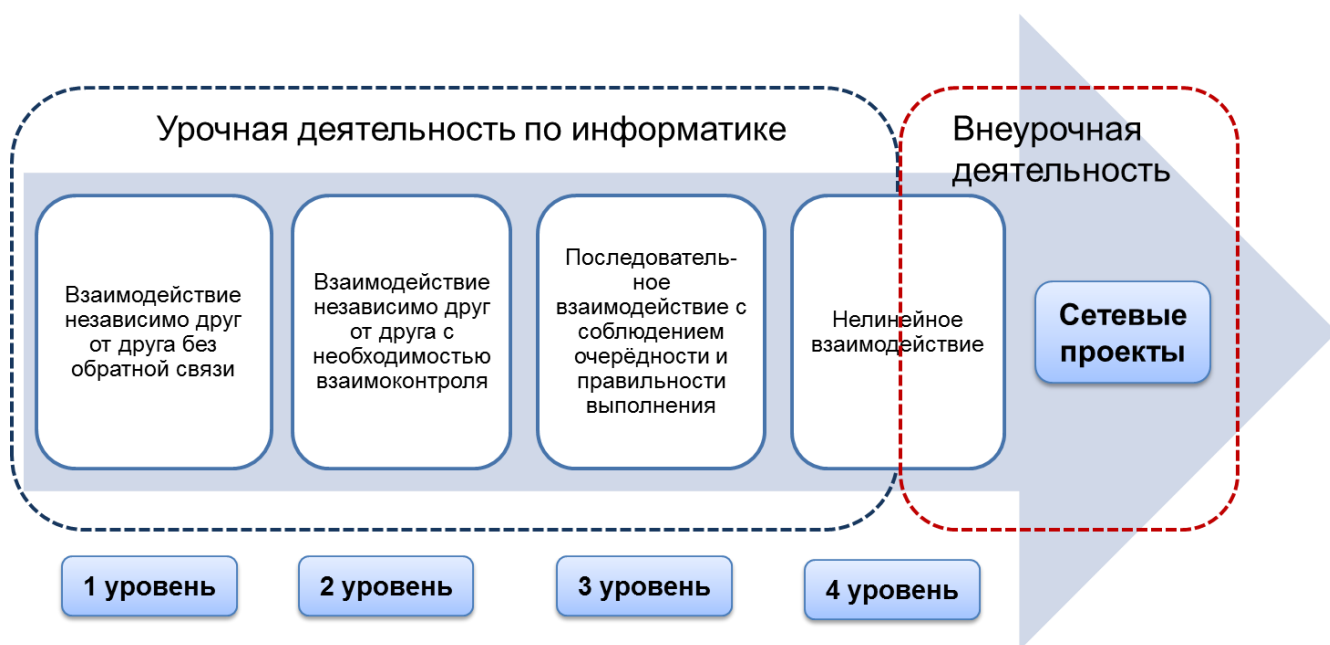 Урочная деятельность по информатике
Внеурочная
деятельность
Взаимодействие
независимо друг
от друга без
обратной связи
Взаимодействие
независимо друг
от друга с
необходимостью
взаимоконтроля
Последователь-
ное
взаимодействие с
соблюдением
очерёдности и
правильности
выполнения
Нелинейное
взаимодействие
Сетевые
проекты
1 уровень
2 уровень
3 уровень
4 уровень